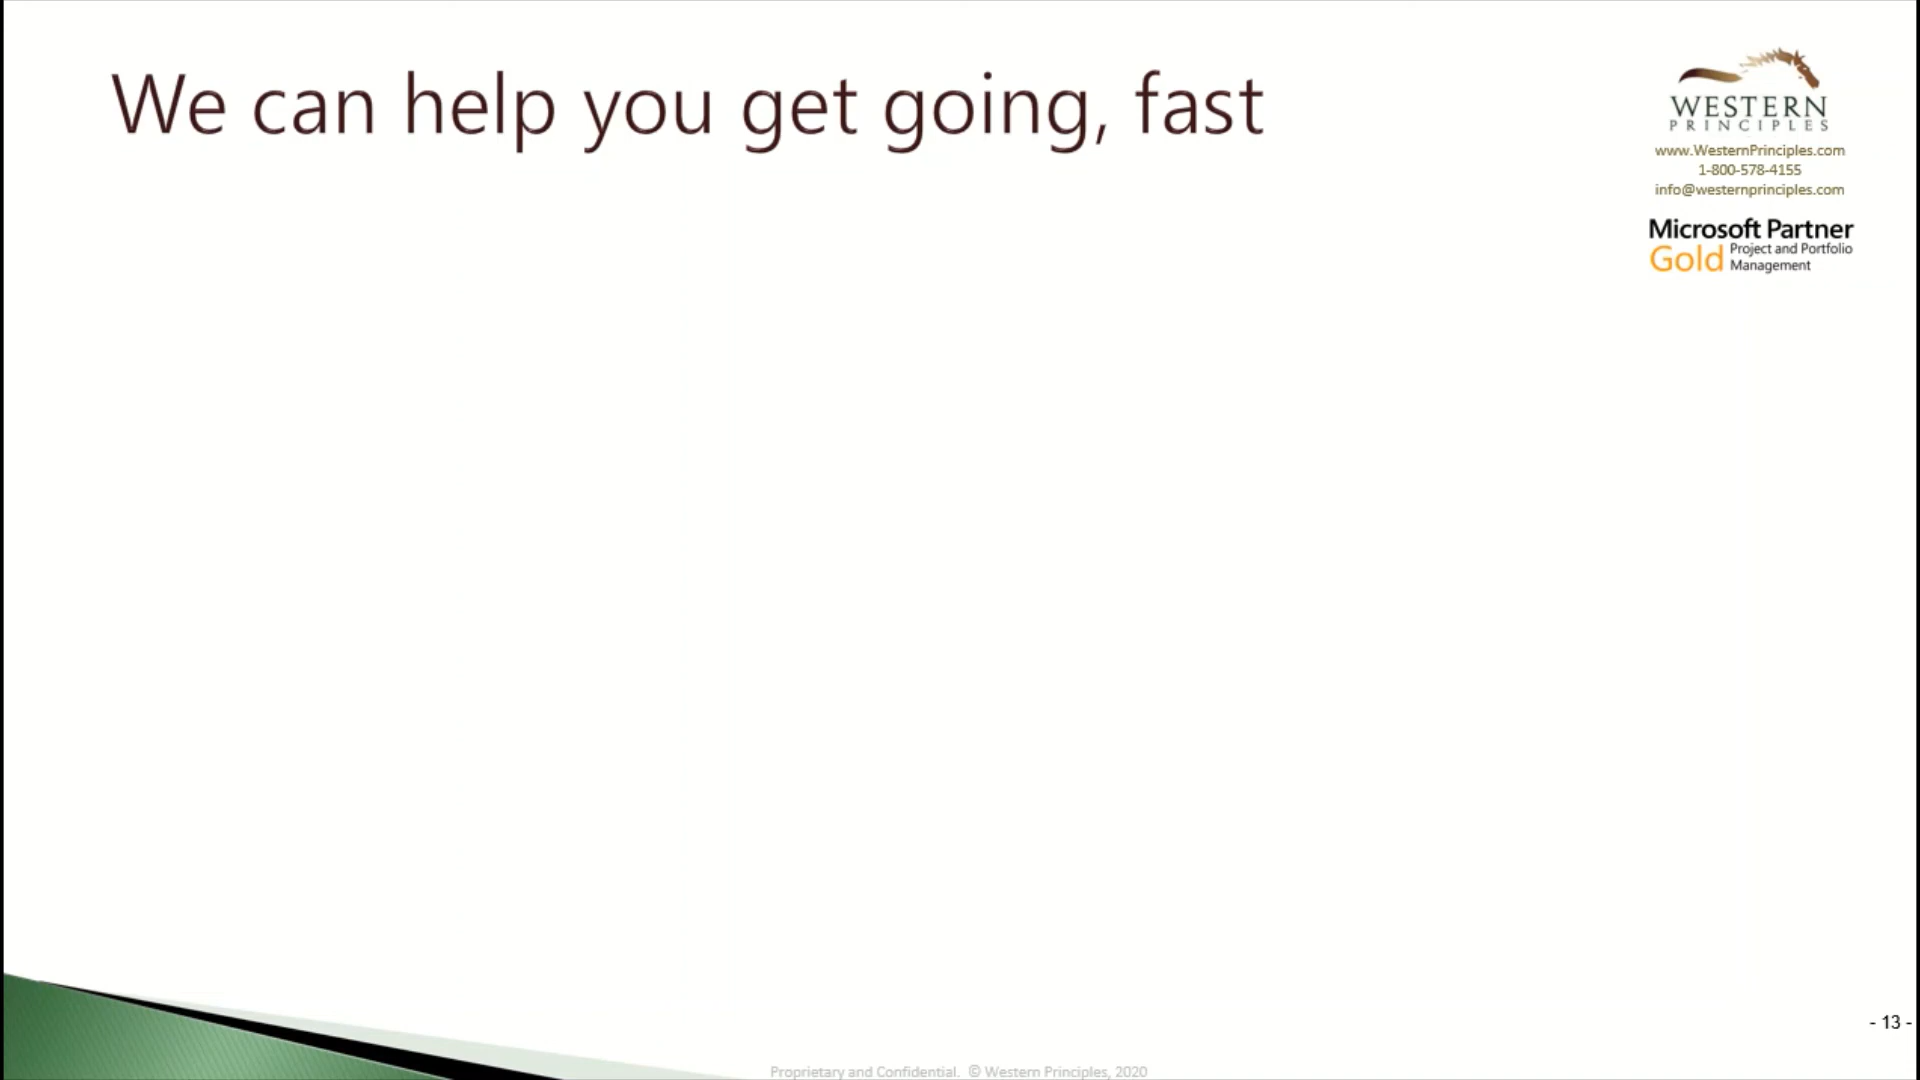 We can help you get going, fast
WESTERN
PRINCIPLES
www.WesternPrinciples.com
1-800-578-4155
info@westernprinciples.com
Microsoft Partner
Gold Project and Portfolio
Management
- 13 -
Proprietary and Confidential. © Western Principles, 2020